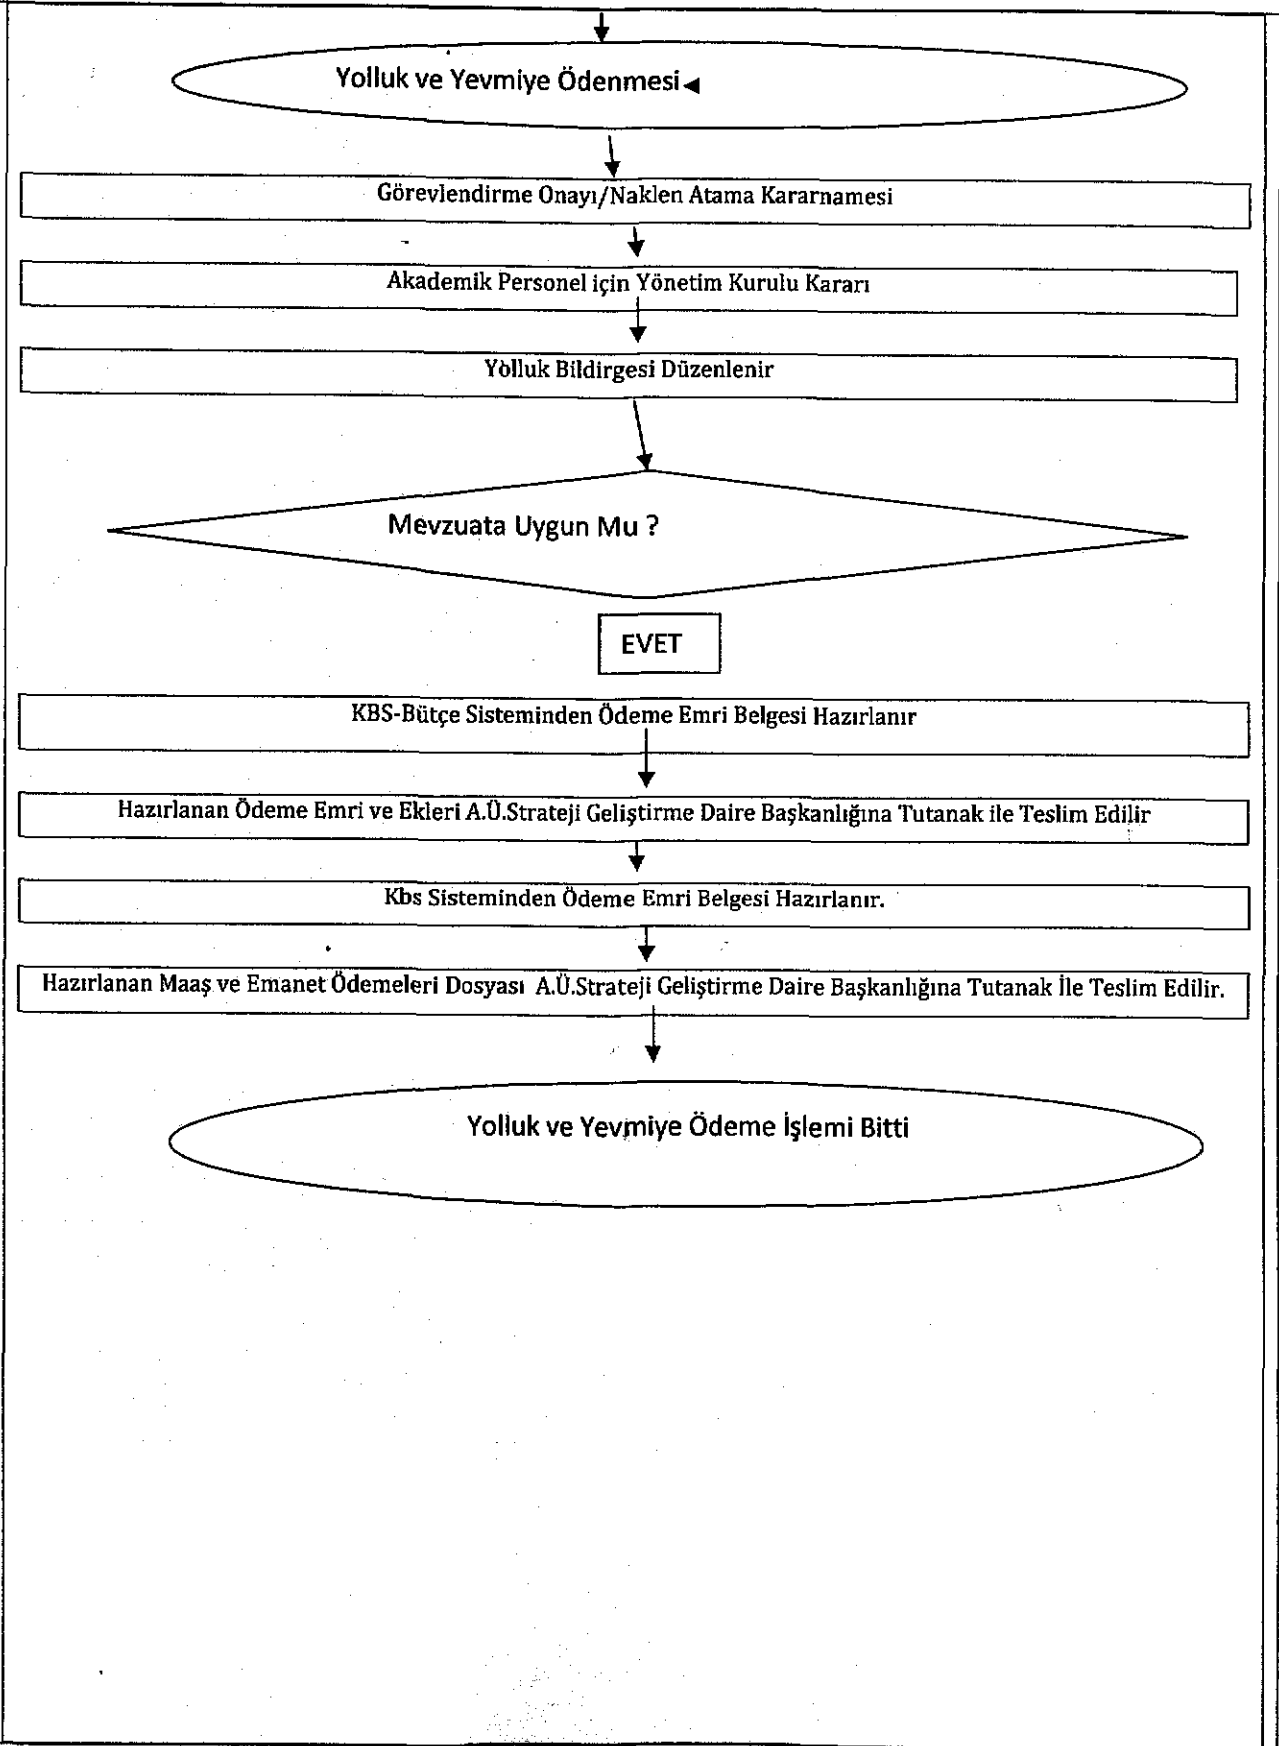 Yolluk ve Yevmiye Ödenmesi
Görevlendirme Onayı/Naklen Atama Kararnamesi
Akademik Personel için Yönetim Kurulu Kararı
Yolluk Bildirgesi Düzenlenir
Mevzuata Uygun Mu ?
EVET
KBS-Bütçe Sisteminden Ödeme Emri Belgesi Hazırlanır
Hazırlanan Ödeme Emri ve Ekleri A.Ü.Strateji Geliştirme Daire Başkanlığına Tutanak ile Teslim Edilir
Kbs Sisteminden Ödeme Emri Belgesi Hazırlanır.
Hazırlanan Maaş ve Emanet Ödemeleri Dosyası A.Ü.Strateji Geliştirme Daire Başkanlığına Tutanak İle Teslim Edilir.
Yolluk ve Yevmiye Ödeme İşlemi Bitti